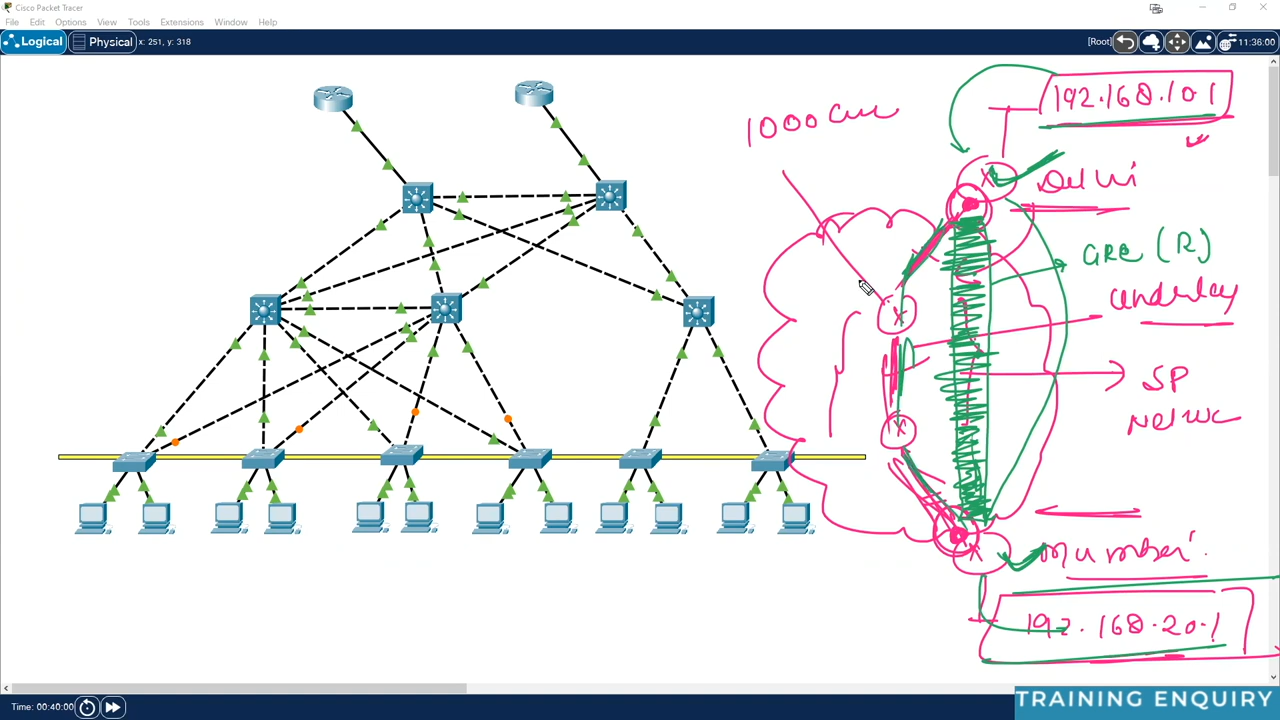 Cisco Packet Tracer
File Edit Options View Tools Extensions Window Help
Logical Physical x: 251, y: 318 [Root] 11:36:00
192.168.10.1
1000
Delhi
GRE (R)
underlay
SP
Networ
Mumbai
192.168.20.1
Time: 00:40:00
TRAINING ENQUIRY